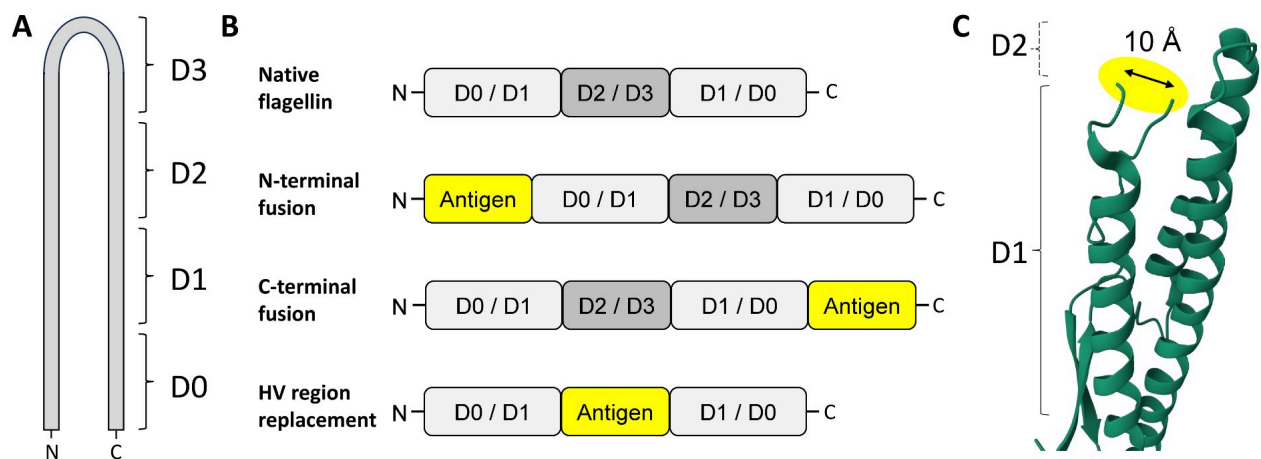 A
D3
D2
D1
D0
N C
B
Native
flagellin
N D0 / D1 D2 / D3 D1 / D0 C
N-terminal
fusion
N Antigen D0 / D1 D2 / D3 D1 / D0 C
C-terminal
fusion
N D0 / D1 D2 / D3 D1 / D0 Antigen C
HV region
replacement
N D0 / D1 Antigen D1 / D0 C
C
D2
10 Å
D1